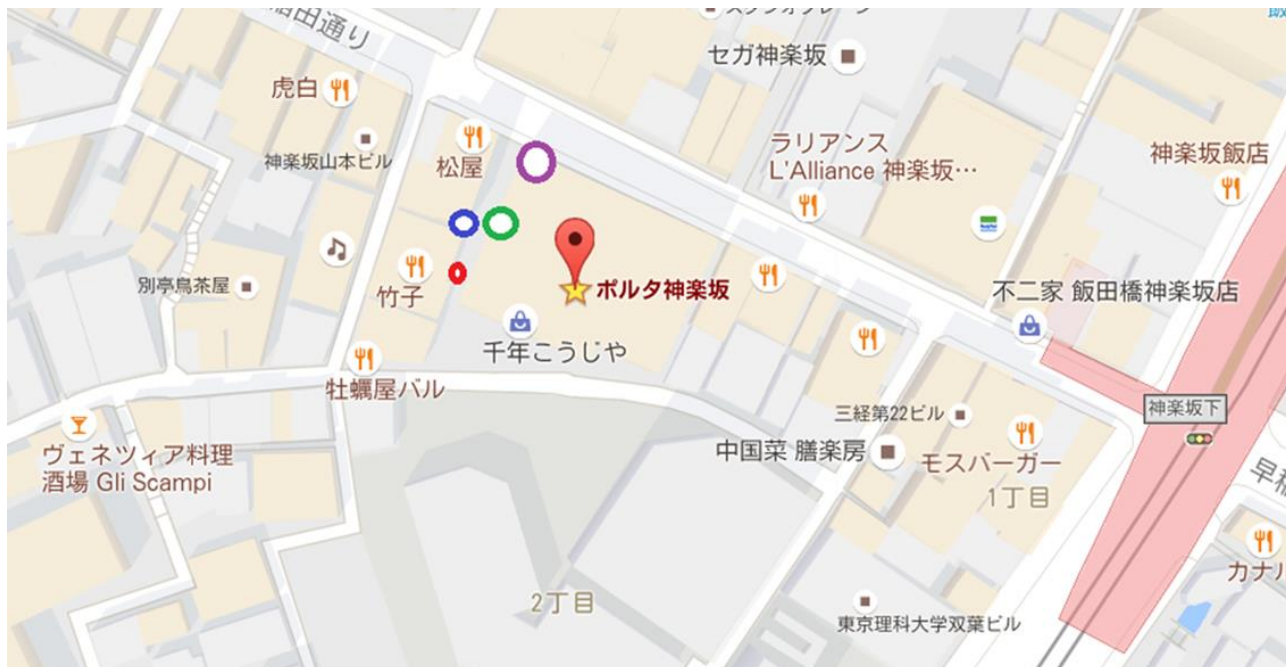 田通り
セガ神楽坂
虎白
神楽坂山本ビル
松屋
ラリアンス
L'Alliance 神楽坂…
神楽坂飯店
別亭鳥茶屋
竹子
ポルタ神楽坂
不二家 飯田橋神楽坂店
千年こうじや
牡蠣屋バル
三経第22ビル
神楽坂下
ヴェネツィア料理
酒場 Gli Scampi
中国菜 膳楽房
モスバーガー
1丁目
早稲
カナル
2丁目
東京理科大学双葉ビル